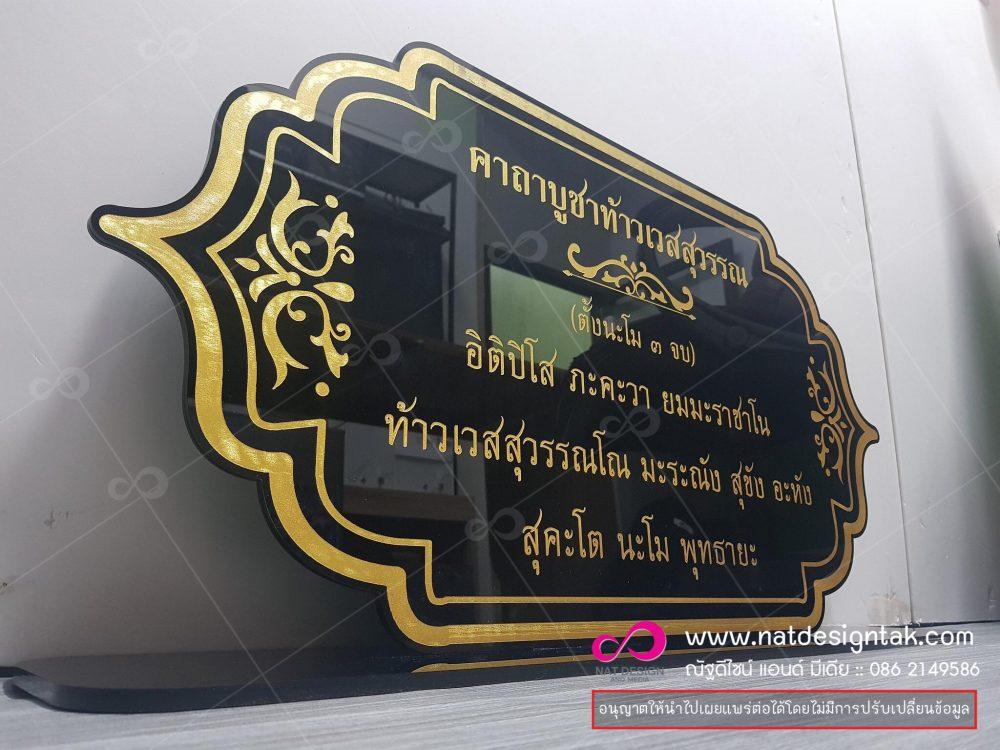 คาถาบูชาท้าวเวสสุวรรณ
(ตั้งนะโม ๓ จบ)
อิติปิโส ภะคะวา ยมมะราชาโน
ท้าวเวสสุวรรณโณ มะระณัง สุขัง อะหัง
สุคะโต นะโม พุทธายะ
NAT DESIGN
AND MEDIA
www.natdesigntak.com
ณัฐดีไซน์ แอนด์ มีเดีย :: 086 2149586
อนุญาตให้นำไปเผยแพร่ต่อได้โดยไม่มีการปรับเปลี่ยนข้อมูล